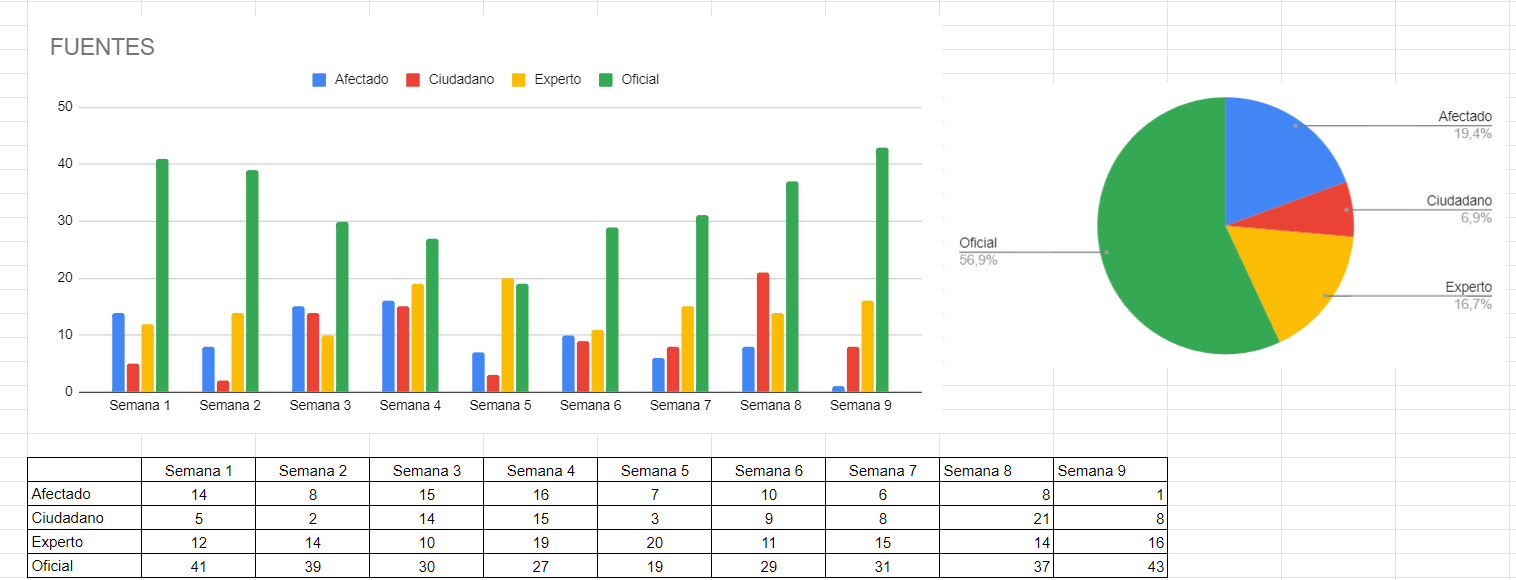 FUENTES
Afectado Ciudadano Experto Oficial
50
40
30
20
10
0
Semana 1 Semana 2 Semana 3 Semana 4 Semana 5 Semana 6 Semana 7 Semana 8 Semana 9
Afectado
19,4%
Ciudadano
6,9%
Oficial
56,9%
Experto
16,7%
Semana 1 Semana 2 Semana 3 Semana 4 Semana 5 Semana 6 Semana 7 Semana 8 Semana 9
Afectado 14 8 15 16 7 10 6 8 1
Ciudadano 5 2 14 15 3 9 8 21 8
Experto 12 14 10 19 20 11 15 14 16
Oficial 41 39 30 27 19 29 31 37 43